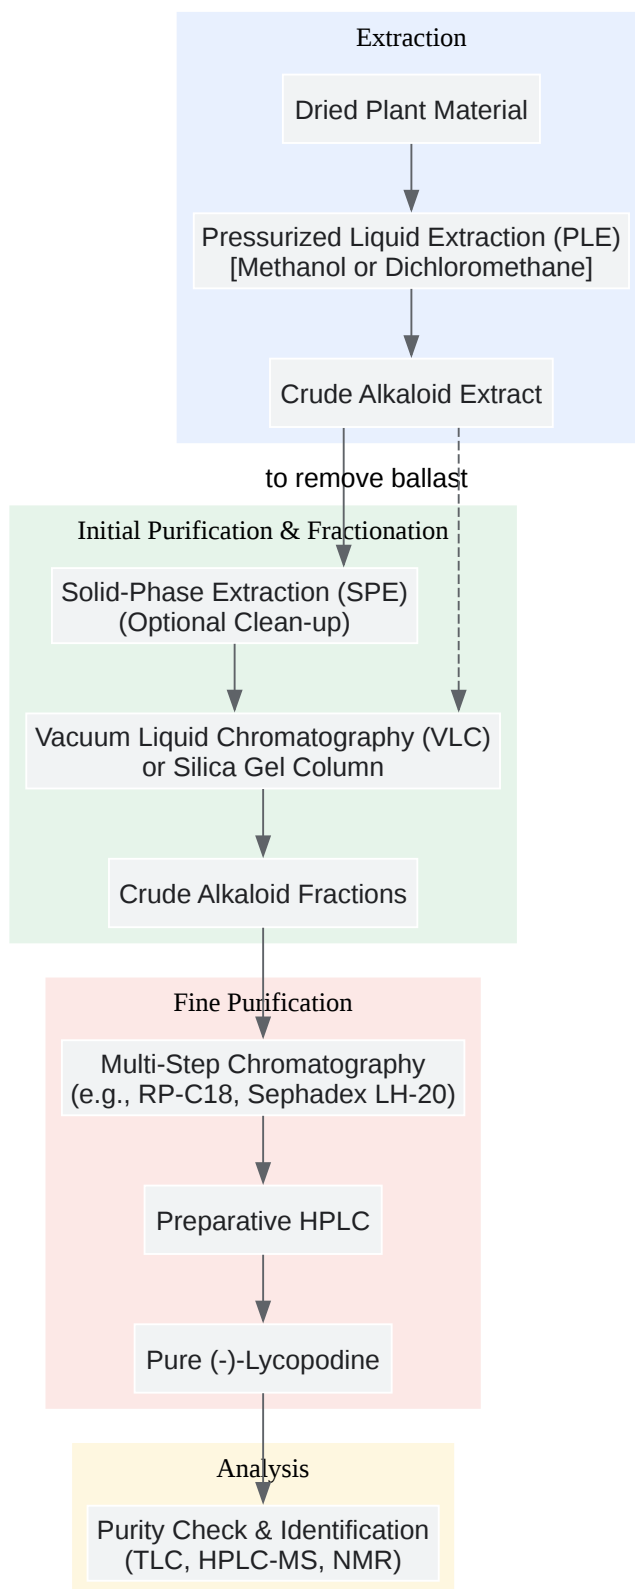 Extraction
Dried Plant Material
Pressurized Liquid Extraction (PLE)
[Methanol or Dichloromethane]
Crude Alkaloid Extract
to remove ballast
Initial Purification & Fractionation
Solid-Phase Extraction (SPE)
(Optional Clean-up)
Vacuum Liquid Chromatography (VLC)
or Silica Gel Column
Crude Alkaloid Fractions
Fine Purification
Multi-Step Chromatography
(e.g., RP-C18, Sephadex LH-20)
Preparative HPLC
Pure (-)-Lycopodine
Analysis
Purity Check & Identification
(TLC, HPLC-MS, NMR)